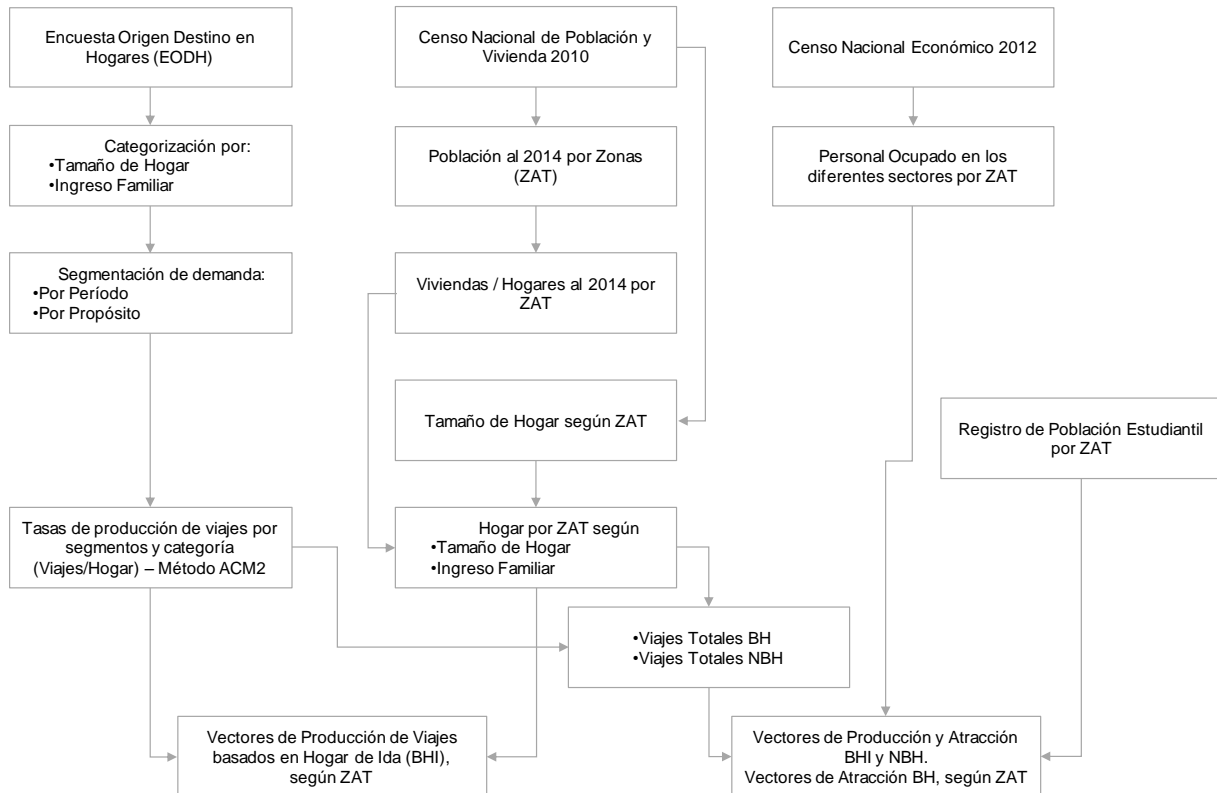 Encuesta Origen Destino en
Hogares (EODH)
Censo Nacional de Población y
Vivienda 2010
Censo Nacional Económico 2012
Categorización por:
•Tamaño de Hogar
•Ingreso Familiar
Población al 2014 por Zonas
(ZAT)
Personal Ocupado en los
diferentes sectores por ZAT
Segmentación de demanda:
•Por Período
•Por Propósito
Viviendas / Hogares al 2014 por
ZAT
Tamaño de Hogar según ZAT
Registro de Población Estudiantil
por ZAT
Tasas de producción de viajes por
segmentos y categoría
(Viajes/Hogar) – Método ACM2
Hogar por ZAT según
•Tamaño de Hogar
•Ingreso Familiar
•Viajes Totales BH
•Viajes Totales NBH
Vectores de Producción de Viajes
basados en Hogar de Ida (BHI),
según ZAT
Vectores de Producción y Atracción
BHI y NBH.
Vectores de Atracción BH, según ZAT